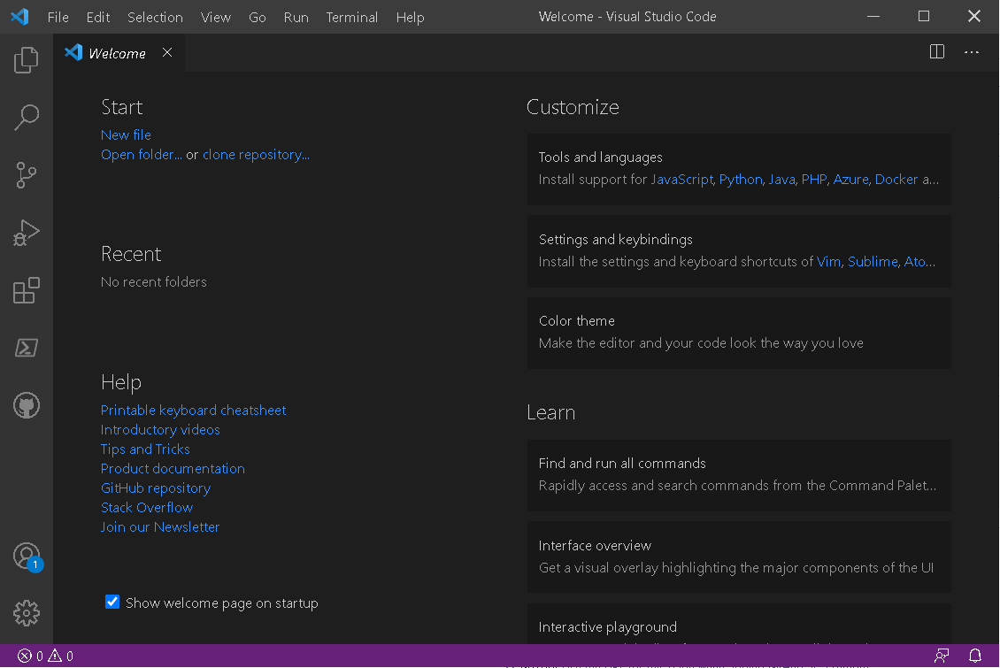 File Edit Selection View Go Run Terminal Help
Welcome - Visual Studio Code
Welcome
Start
New file
Open folder... or clone repository...
Recent
No recent folders
Help
Printable keyboard cheatsheet
Introductory videos
Tips and Tricks
Product documentation
GitHub repository
Stack Overflow
Join our Newsletter
Show welcome page on startup
Customize
Tools and languages
Install support for JavaScript, Python, Java, PHP, Azure, Docker a...
Settings and keybindings
Install the settings and keyboard shortcuts of Vim, Sublime, Ato...
Color theme
Make the editor and your code look the way you love
Learn
Find and run all commands
Rapidly access and search commands from the Command Palet...
Interface overview
Get a visual overlay highlighting the major components of the UI
Interactive playground
1
0 0